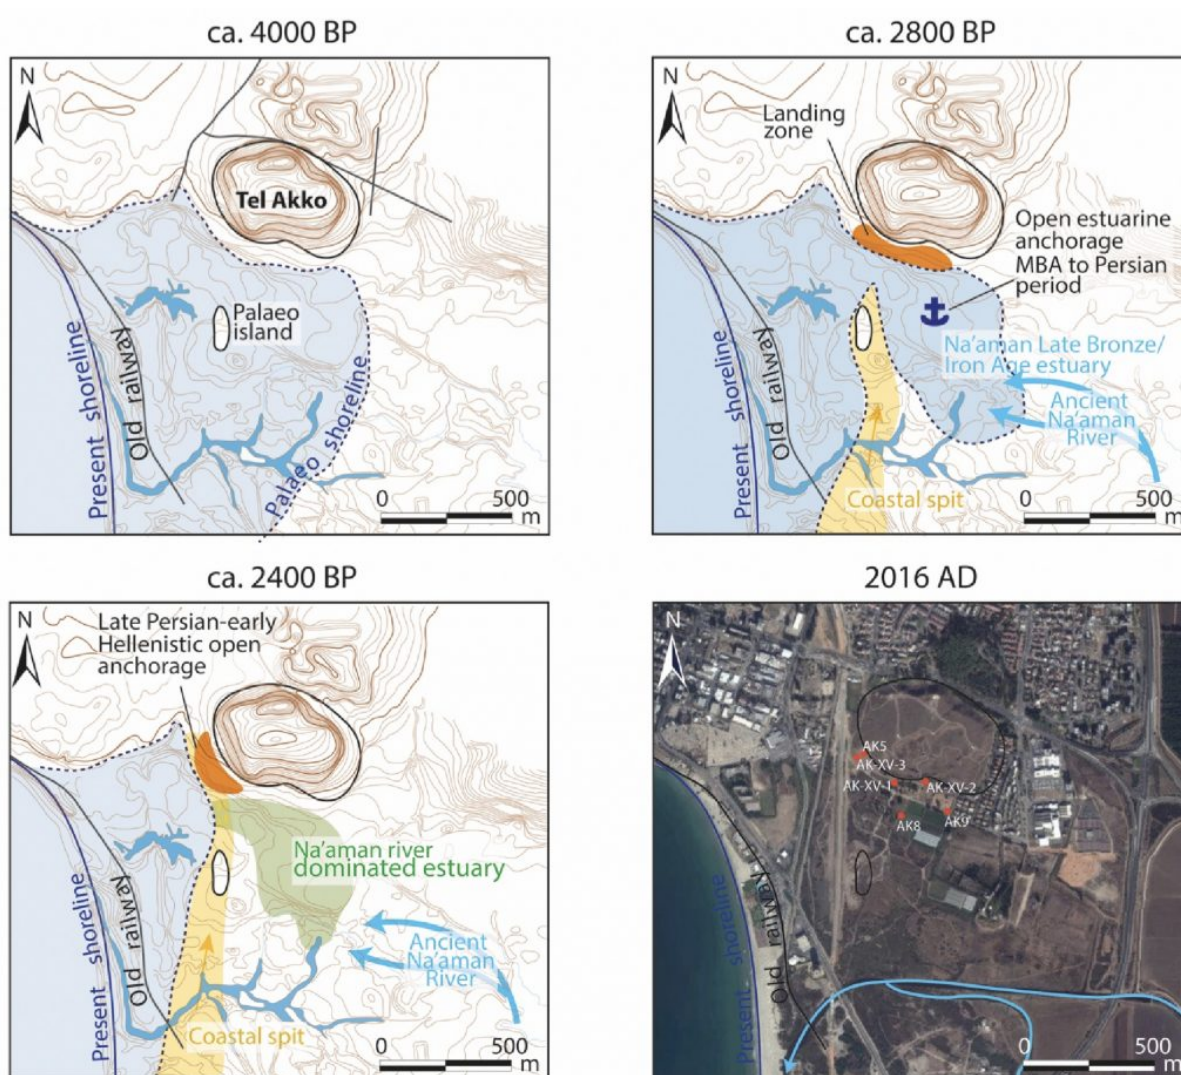 ca. 4000 BP
N
Tel Akko
Palaeo
island
Present shoreline
Old railway
Palaeo shoreline
0 500
m
ca. 2800 BP
N
Landing
zone
Open estuarine
anchorage
MBA to Persian
period
Na'aman Late Bronze/
Iron Age estuary
Ancient
Na'aman
River
Present shoreline
Old railway
Coastal spit
0 500
m
ca. 2400 BP
N
Late Persian-early
Hellenistic open
anchorage
Na'aman river
dominated estuary
Ancient
Na'aman
River
Present shoreline
Old railway
Coastal spit
0 500
m
2016 AD
N
AK5
AK-XV-3
AK-XV-1
AK-XV-2
AK8
AK9
Present shoreline
Old railway
0 500
m